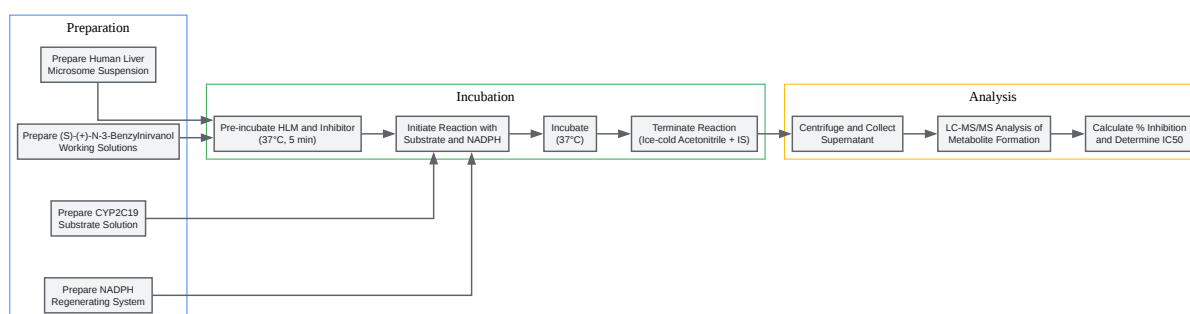 Preparation
Prepare Human Liver
Microsome Suspension
Prepare (S)-(+)-N-3-Benzylnirvanol
Working Solutions
Prepare CYP2C19
Substrate Solution
Prepare NADPH
Regenerating System
Incubation
Pre-incubate HLM and Inhibitor
(37°C, 5 min)
Initiate Reaction with
Substrate and NADPH
Incubate
(37°C)
Terminate Reaction
(Ice-cold Acetonitrile + IS)
Analysis
Centrifuge and Collect
Supernatant
LC-MS/MS Analysis of
Metabolite Formation
Calculate % Inhibition
and Determine IC50